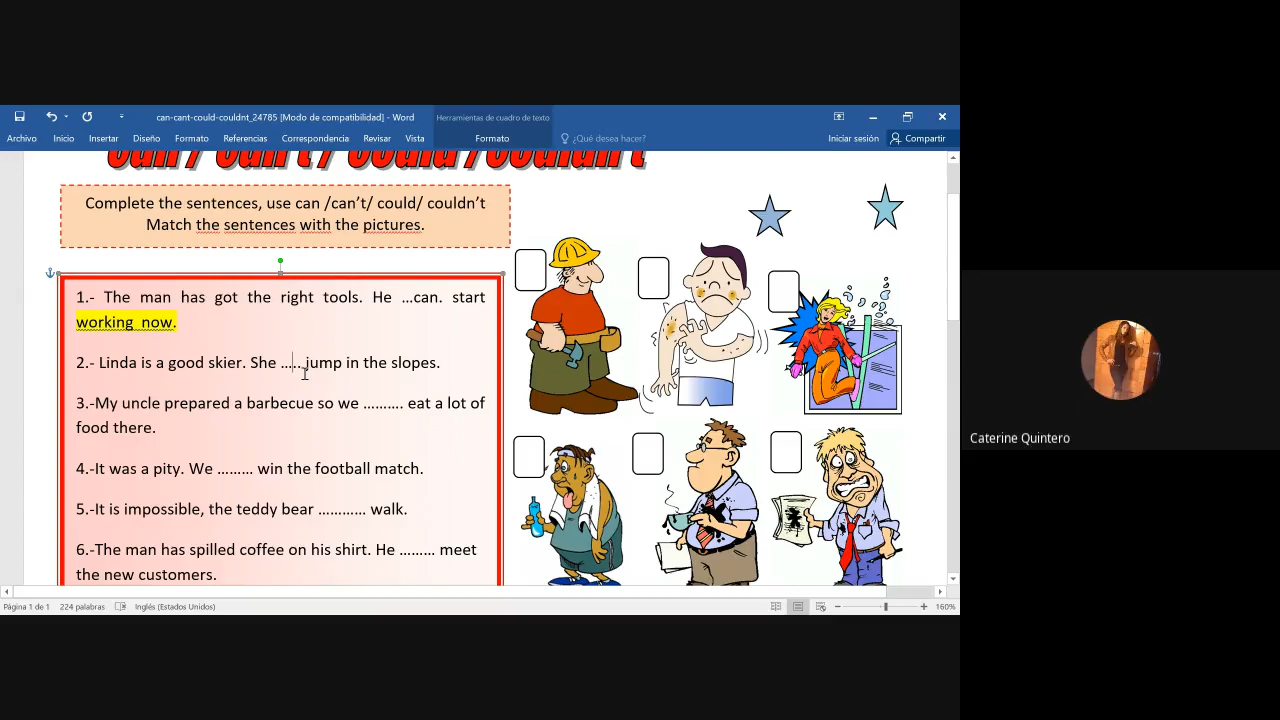 can-cant-could-couldnt_24785 [Modo de compatibilidad] - Word
Herramientas de cuadro de texto
Archivo Inicio Insertar Diseño Formato Referencias Correspondencia Revisar Vista Formato ¿Qué desea hacer? Iniciar sesión Compartir
can / can't / could /couldn't
Complete the sentences, use can /can’t/ could/ couldn’t
Match the sentences with the pictures.
1.- The man has got the right tools. He …can. start
working now.
2.- Linda is a good skier. She …..jump in the slopes.
3.-My uncle prepared a barbecue so we ………. eat a lot of
food there.
4.-It was a pity. We ……… win the football match.
5.-It is impossible, the teddy bear ………… walk.
6.-The man has spilled coffee on his shirt. He ……… meet
the new customers.
Página 1 de 1 224 palabras Inglés (Estados Unidos) 160%
Caterine Quintero